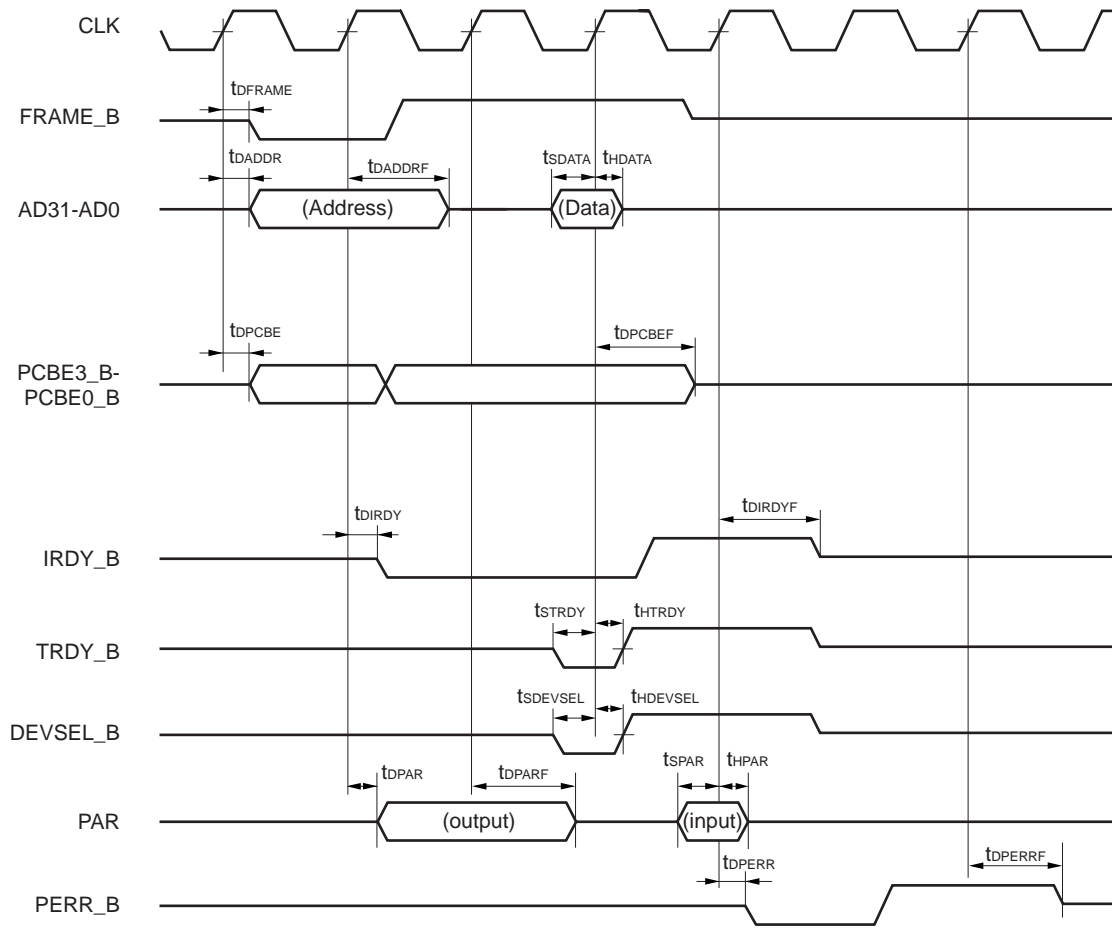 CLK
tDFRAME
FRAME_B
tDADDR
tDADDRF
tSDATA
tHDATA
AD31-AD0
(Address)
(Data)
tDPCBE
tDPCBEF
PCBE3_B-
PCBE0_B
tDIRDY
tDIRDYF
IRDY_B
tSTRDY
tHTRDY
TRDY_B
tSDEVSEL
tHDEVSEL
DEVSEL_B
tDPAR
tDPARF
tSPAR
tHPAR
PAR
(output)
(input)
tDPERR
tDPERRF
PERR_B